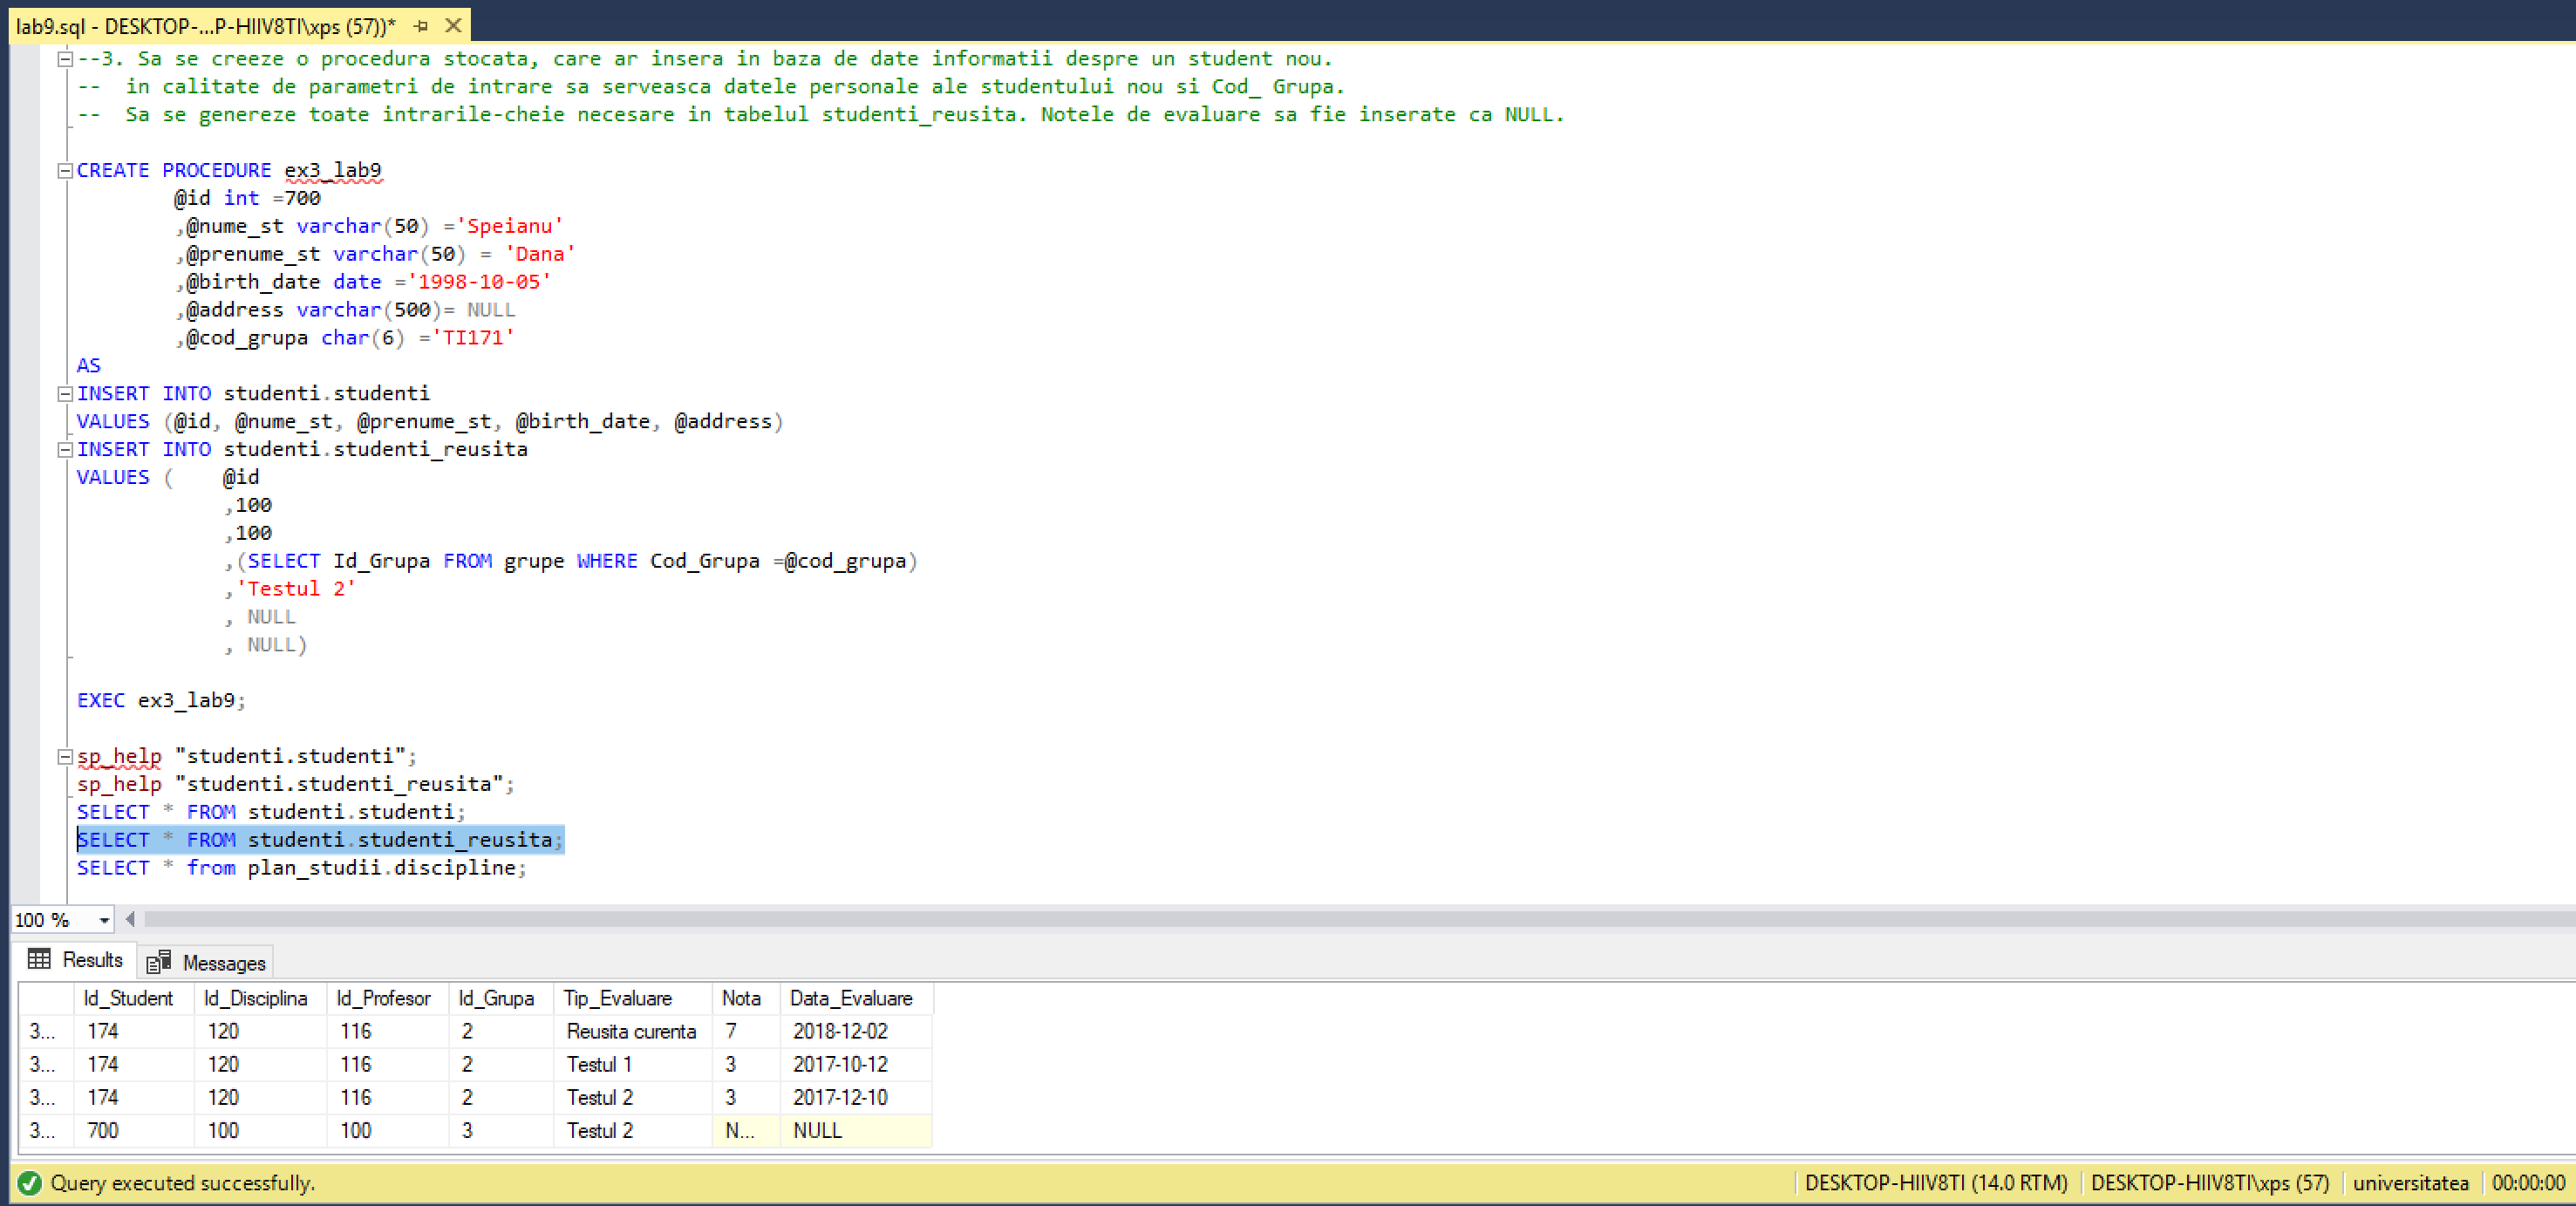 lab9.sql - DESKTOP-...P-HIIV8TI\xps (57))*
--3. Sa se creeze o procedura stocata, care ar insera in baza de date informatii despre un student nou.
-- in calitate de parametri de intrare sa serveasca datele personale ale studentului nou si Cod_ Grupa.
-- Sa se genereze toate intrarile-cheie necesare in tabelul studenti_reusita. Notele de evaluare sa fie inserate ca NULL.
CREATE PROCEDURE ex3_lab9
@id int =700
,@nume_st varchar(50) ='Speianu'
,@prenume_st varchar(50) = 'Dana'
,@birth_date date ='1998-10-05'
,@address varchar(500)= NULL
,@cod_grupa char(6) ='TI171'
AS
INSERT INTO studenti.studenti
VALUES (@id, @nume_st, @prenume_st, @birth_date, @address)
INSERT INTO studenti.studenti_reusita
VALUES ( @id
,100
,100
,(SELECT Id_Grupa FROM grupe WHERE Cod_Grupa =@cod_grupa)
,'Testul 2'
, NULL
, NULL)
EXEC ex3_lab9;
sp_help "studenti.studenti";
sp_help "studenti.studenti_reusita";
SELECT * FROM studenti.studenti;
SELECT * FROM studenti.studenti_reusita;
SELECT * from plan_studii.discipline;
100 %
Results Messages
Id_Student Id_Disciplina Id_Profesor Id_Grupa Tip_Evaluare Nota Data_Evaluare
3... 174 120 116 2 Reusita curenta 7 2018-12-02
3... 174 120 116 2 Testul 1 3 2017-10-12
3... 174 120 116 2 Testul 2 3 2017-12-10
3... 700 100 100 3 Testul 2 N... NULL
Query executed successfully. DESKTOP-HIIV8TI (14.0 RTM) DESKTOP-HIIV8TI\xps (57) universitatea 00:00:00